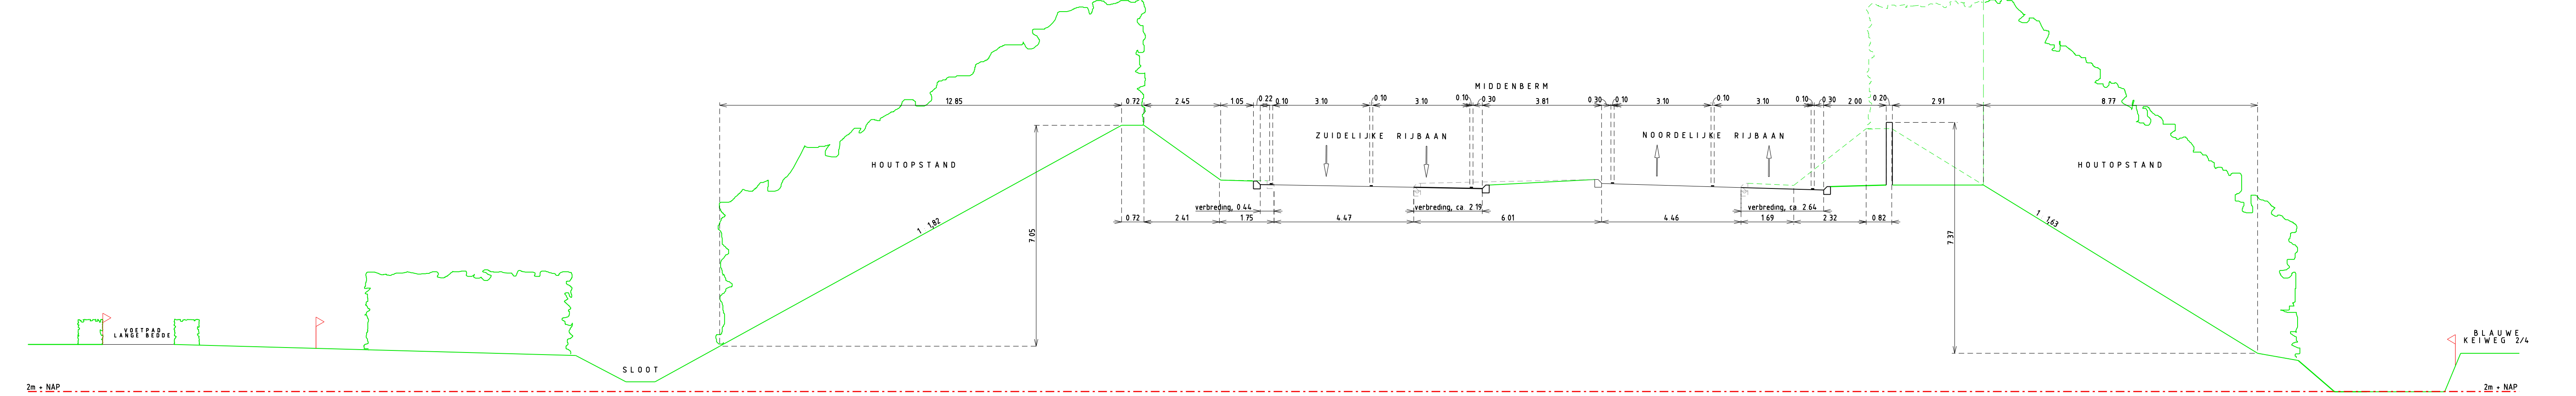 MIDDENBERM
12.85 0.72 2.45 1.05 0.22 0.10 3.10 0.10 3.10 0.10 0.30 3.81 0.30 0.10 3.10 0.10 3.10 0.10 0.30 2.00 0.20 2.91 8.77
ZUIDELIJKE RIJBAAN
NOORDELIJKE RIJBAAN
HOUTOPSTAND
HOUTOPSTAND
1 1,82
7.05
verbreding, 0.44
verbreding, ca 2.19
verbreding, ca 2.64
0.72 2.41 1.75 4.47 6.01 4.46 1.69 2.32 0.82
7.37
1 1,63
VOETPAD
LANGE BEDDE
SLOOT
BLAUWE
KEIWEG 2/4
2m + NAP
2m + NAP